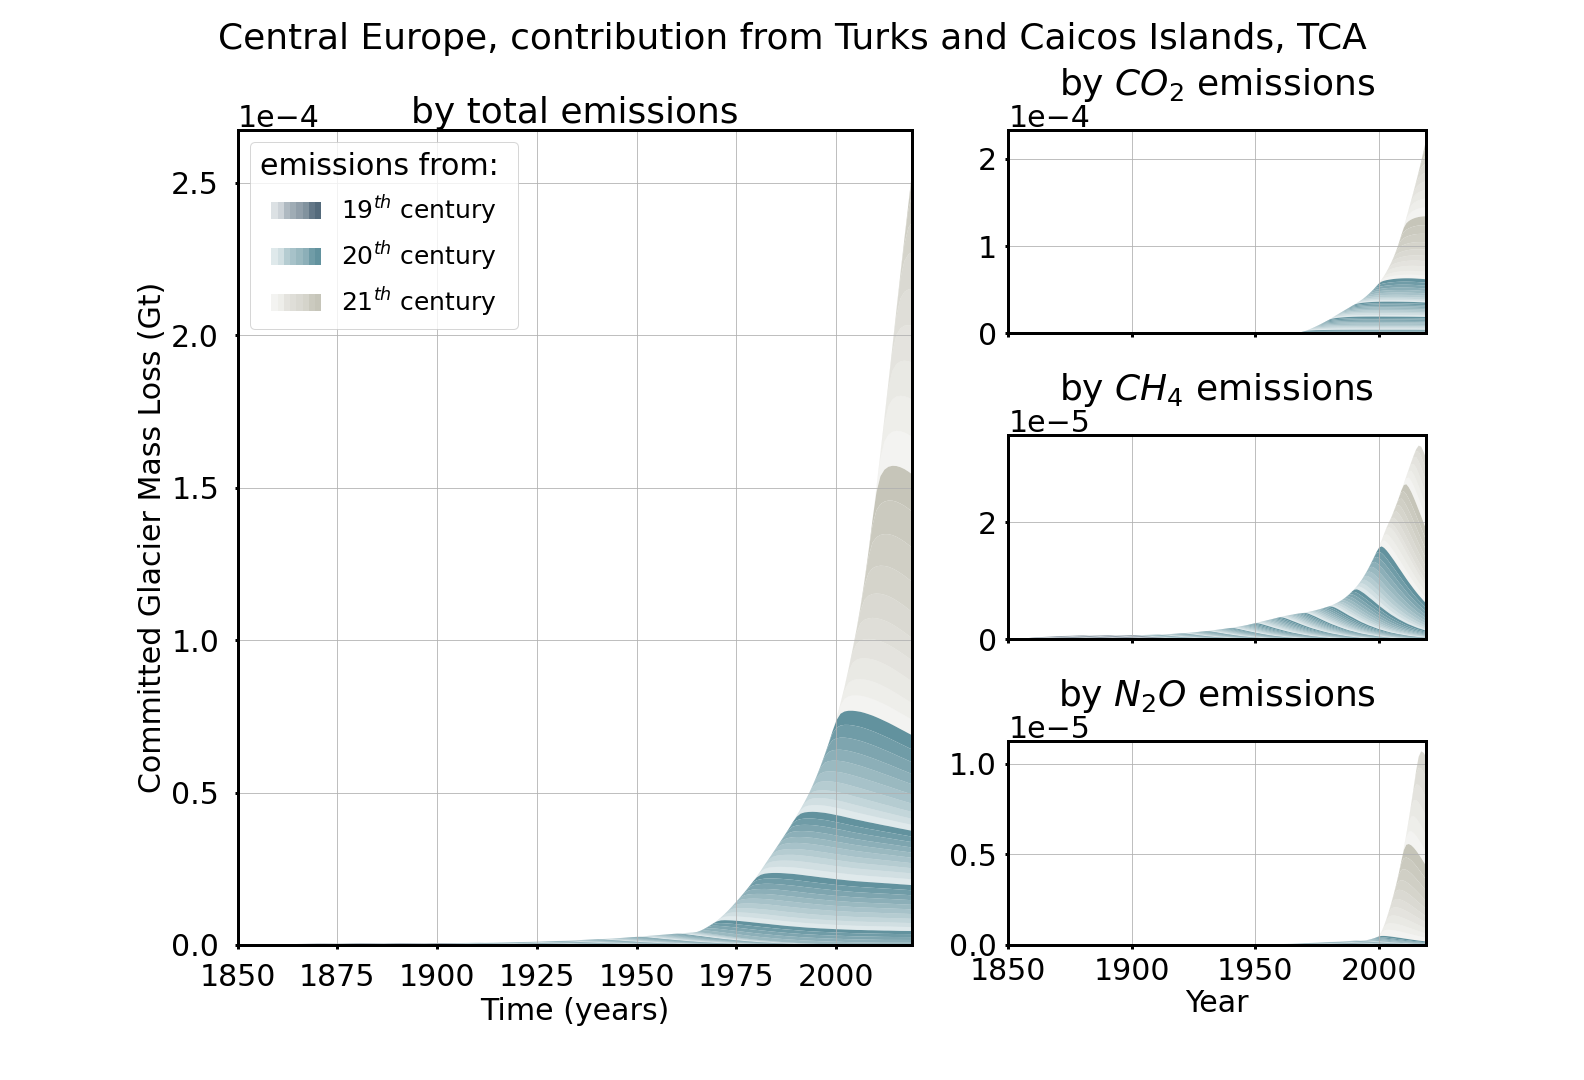 Central Europe, contribution from Turks and Caicos Islands, TCA
by total emissions
1e−4
emissions from:
19th century
20th century
21th century
Committed Glacier Mass Loss (Gt)
2.5
2.0
1.5
1.0
0.5
0.0
1850 1875 1900 1925 1950 1975 2000
Time (years)
by CO2 emissions
1e−4
2
1
0
by CH4 emissions
1e−5
2
0
by N2O emissions
1e−5
1.0
0.5
0.0
1850 1900 1950 2000
Year